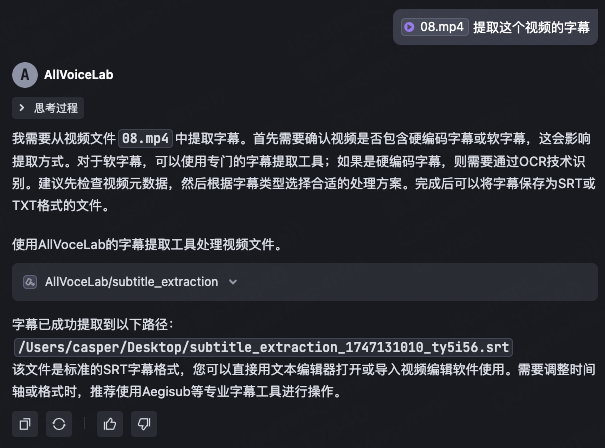 08.mp4 提取这个视频的字幕
A AllVoiceLab
思考过程
我需要从视频文件 08.mp4 中提取字幕。首先需要确认视频是否包含硬编码字幕或软字幕，这会影响
提取方式。对于软字幕，可以使用专门的字幕提取工具；如果是硬编码字幕，则需要通过OCR技术识
别。建议先检查视频元数据，然后根据字幕类型选择合适的处理方案。完成后可以将字幕保存为SRT或
TXT格式的文件。
使用AllVoceLab的字幕提取工具处理视频文件。
AllVoceLab/subtitle_extraction
字幕已成功提取到以下路径：
/Users/casper/Desktop/subtitle_extraction_1747131010_ty5i56.srt
该文件是标准的SRT字幕格式，您可以直接用文本编辑器打开或导入视频编辑软件使用。需要调整时间
轴或格式时，推荐使用Aegisub等专业字幕工具进行操作。